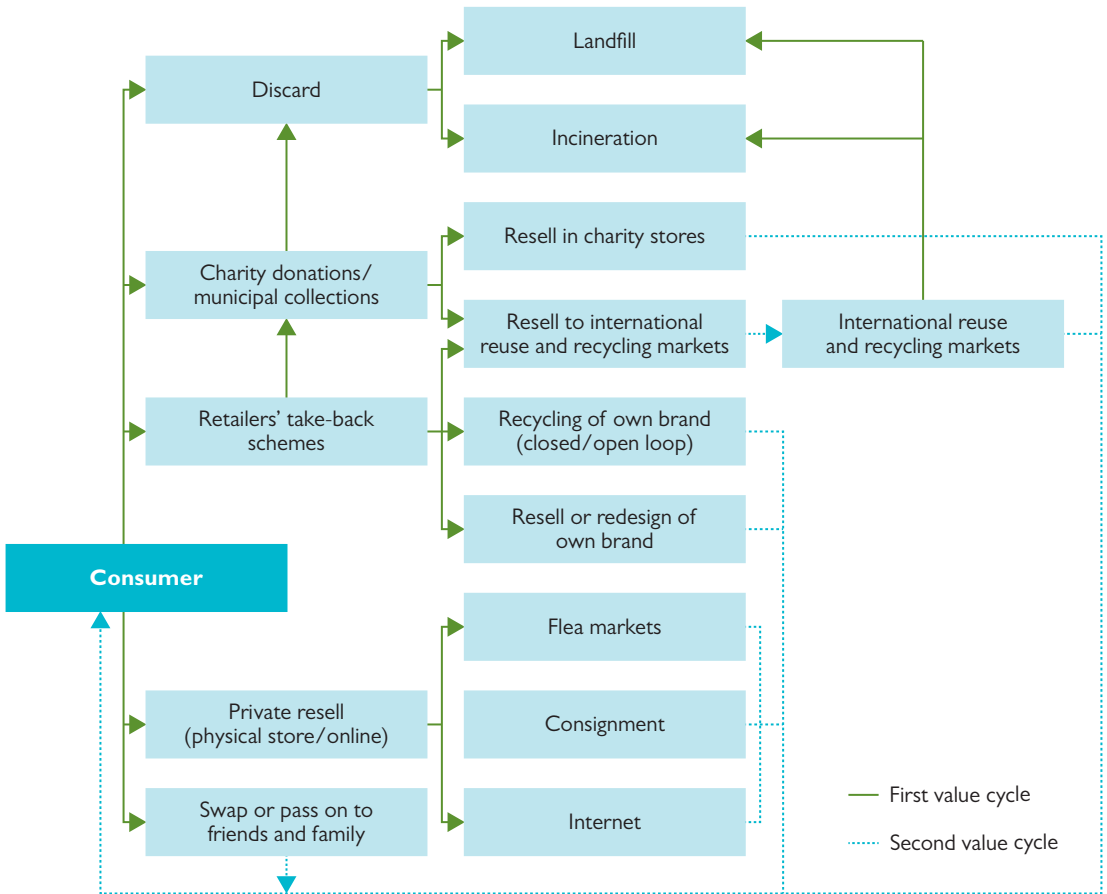 Landfill
Discard
Incineration
Resell in charity stores
Charity donations/
municipal collections
Resell to international
reuse and recycling markets
International reuse
and recycling markets
Retailers’ take-back
schemes
Recycling of own brand
(closed/open loop)
Resell or redesign of
own brand
Consumer
Flea markets
Private resell
(physical store/online)
Consignment
Swap or pass on to
friends and family
Internet
First value cycle
Second value cycle